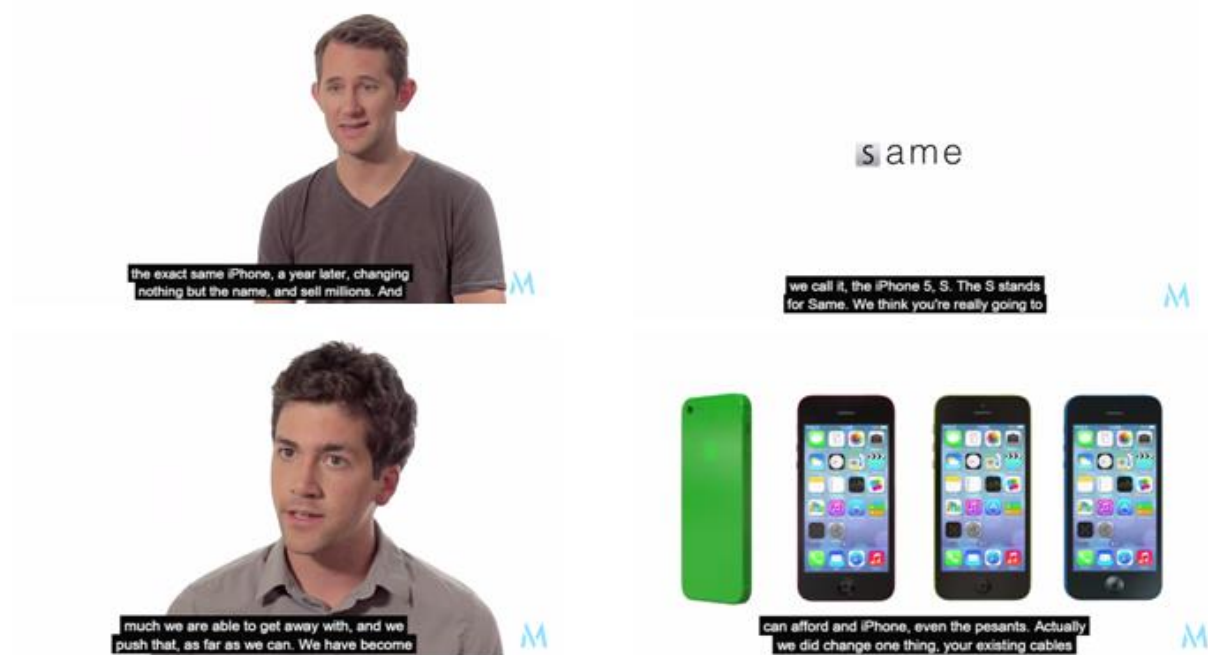 the exact same iPhone, a year later, changing
nothing but the name, and sell millions. And
same
we call it, the iPhone 5, S. The S stands
for Same. We think you're really going to
much we are able to get away with, and we
push that, as far as we can. We have become
can afford and iPhone, even the pesants. Actually
we did change one thing, your existing cables